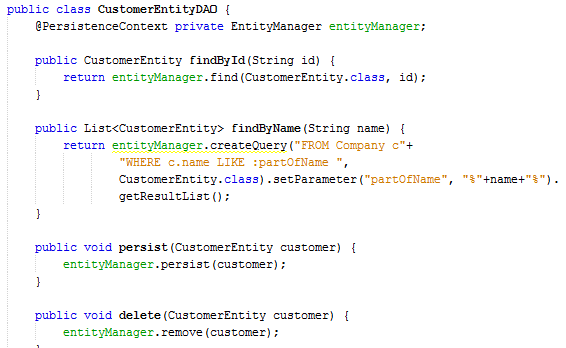 public class CustomerEntityDAO {
@PersistenceContext private EntityManager entityManager;
public CustomerEntity findById(String id) {
return entityManager.find(CustomerEntity.class, id);
}
public List<CustomerEntity> findByName(String name) {
return entityManager.createQuery("FROM Company c"+
"WHERE c.name LIKE :partOfName ",
CustomerEntity.class).setParameter("partOfName", "%"+name+"%").
getResultList();
}
public void persist(CustomerEntity customer) {
entityManager.persist(customer);
}
public void delete(CustomerEntity customer) {
entityManager.remove(customer);
}